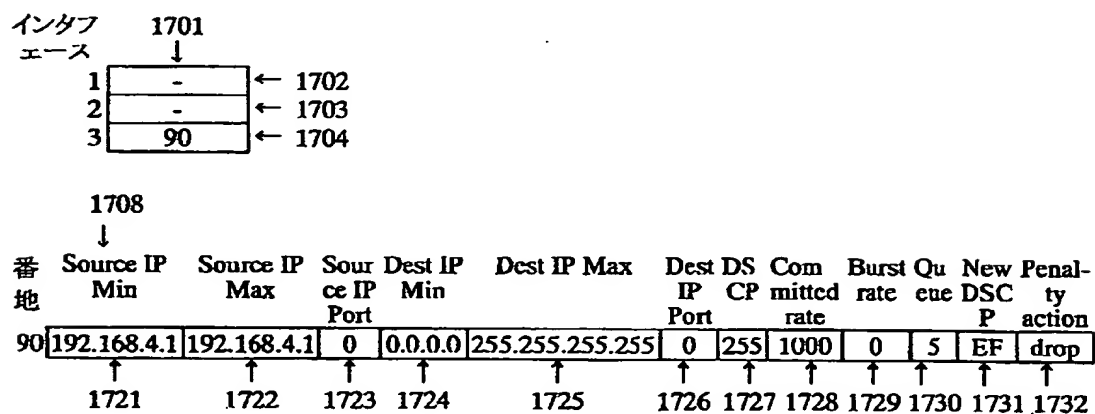 インタフ 1701
ェース ↓
1 - ← 1702
2 - ← 1703
3 90 ← 1704
1708
↓
番 Source IP Source IP Sour Dest IP Dest IP Max Dest DS Com Burst Qu New Penal-
地 Min Max ce IP Min IP CP mitted rate eue DSC ty
Port Port rate P action
90 192.168.4.1 192.168.4.1 0 0.0.0.0 255.255.255.255 0 255 1000 0 5 EF drop
↑ ↑ ↑ ↑ ↑ ↑ ↑ ↑ ↑ ↑ ↑ ↑
1721 1722 1723 1724 1725 1726 1727 1728 1729 1730 1731 1732